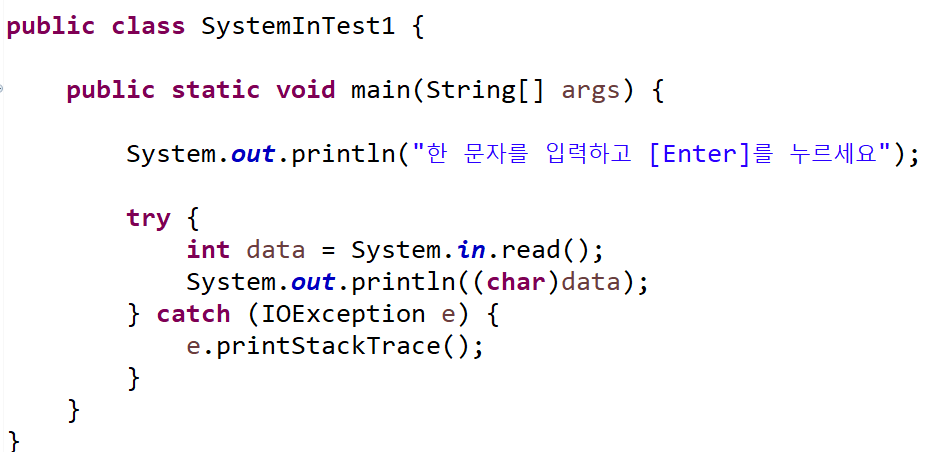 public class SystemInTest1 {
public static void main(String[] args) {
System.out.println("한 문자를 입력하고 [Enter]를 누르세요");
try {
int data = System.in.read();
System.out.println((char)data);
} catch (IOException e) {
e.printStackTrace();
}
}
}